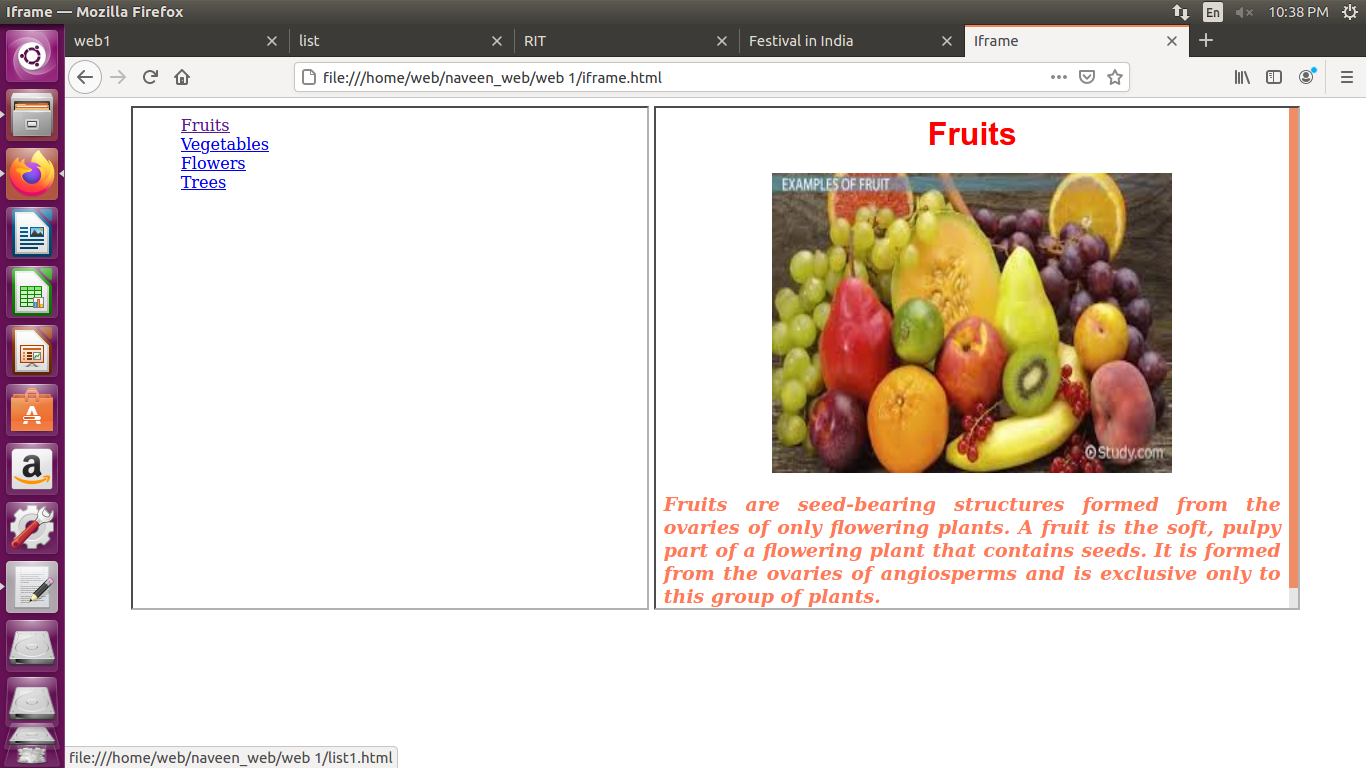 Iframe — Mozilla Firefox
En
10:38 PM
web1
list
RIT
Festival in India
Iframe
file:///home/web/naveen_web/web 1/iframe.html
Fruits
Vegetables
Flowers
Trees
Fruits
EXAMPLES OF FRUIT
Study.com
Fruits are seed-bearing structures formed from the
ovaries of only flowering plants. A fruit is the soft, pulpy
part of a flowering plant that contains seeds. It is formed
from the ovaries of angiosperms and is exclusive only to
this group of plants.
file:///home/web/naveen_web/web 1/list1.html